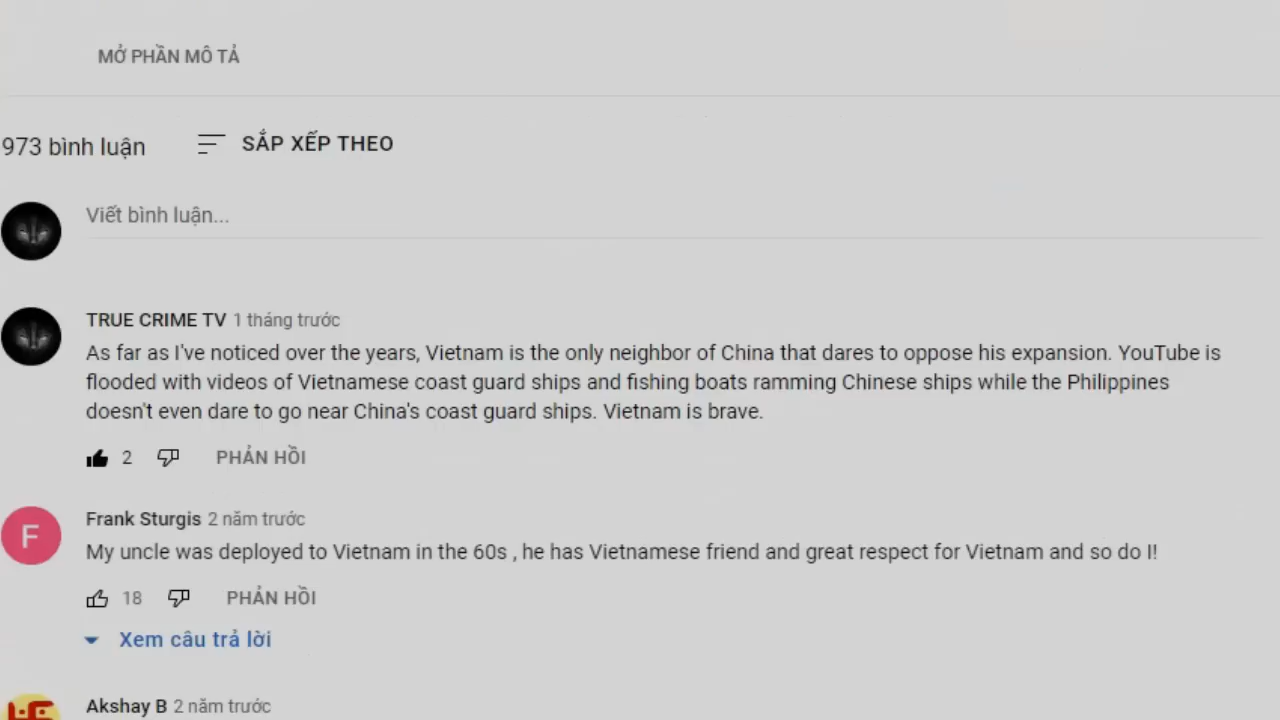 MỞ PHẦN MÔ TẢ
973 bình luận
SẮP XẾP THEO
Viết bình luận...
TRUE CRIME TV 1 tháng trước
As far as I've noticed over the years, Vietnam is the only neighbor of China that dares to oppose his expansion. YouTube is
flooded with videos of Vietnamese coast guard ships and fishing boats ramming Chinese ships while the Philippines
doesn't even dare to go near China's coast guard ships. Vietnam is brave.
2 PHẢN HỒI
F
Frank Sturgis 2 năm trước
My uncle was deployed to Vietnam in the 60s , he has Vietnamese friend and great respect for Vietnam and so do I!
18 PHẢN HỒI
Xem câu trả lời
Akshay B 2 năm trước